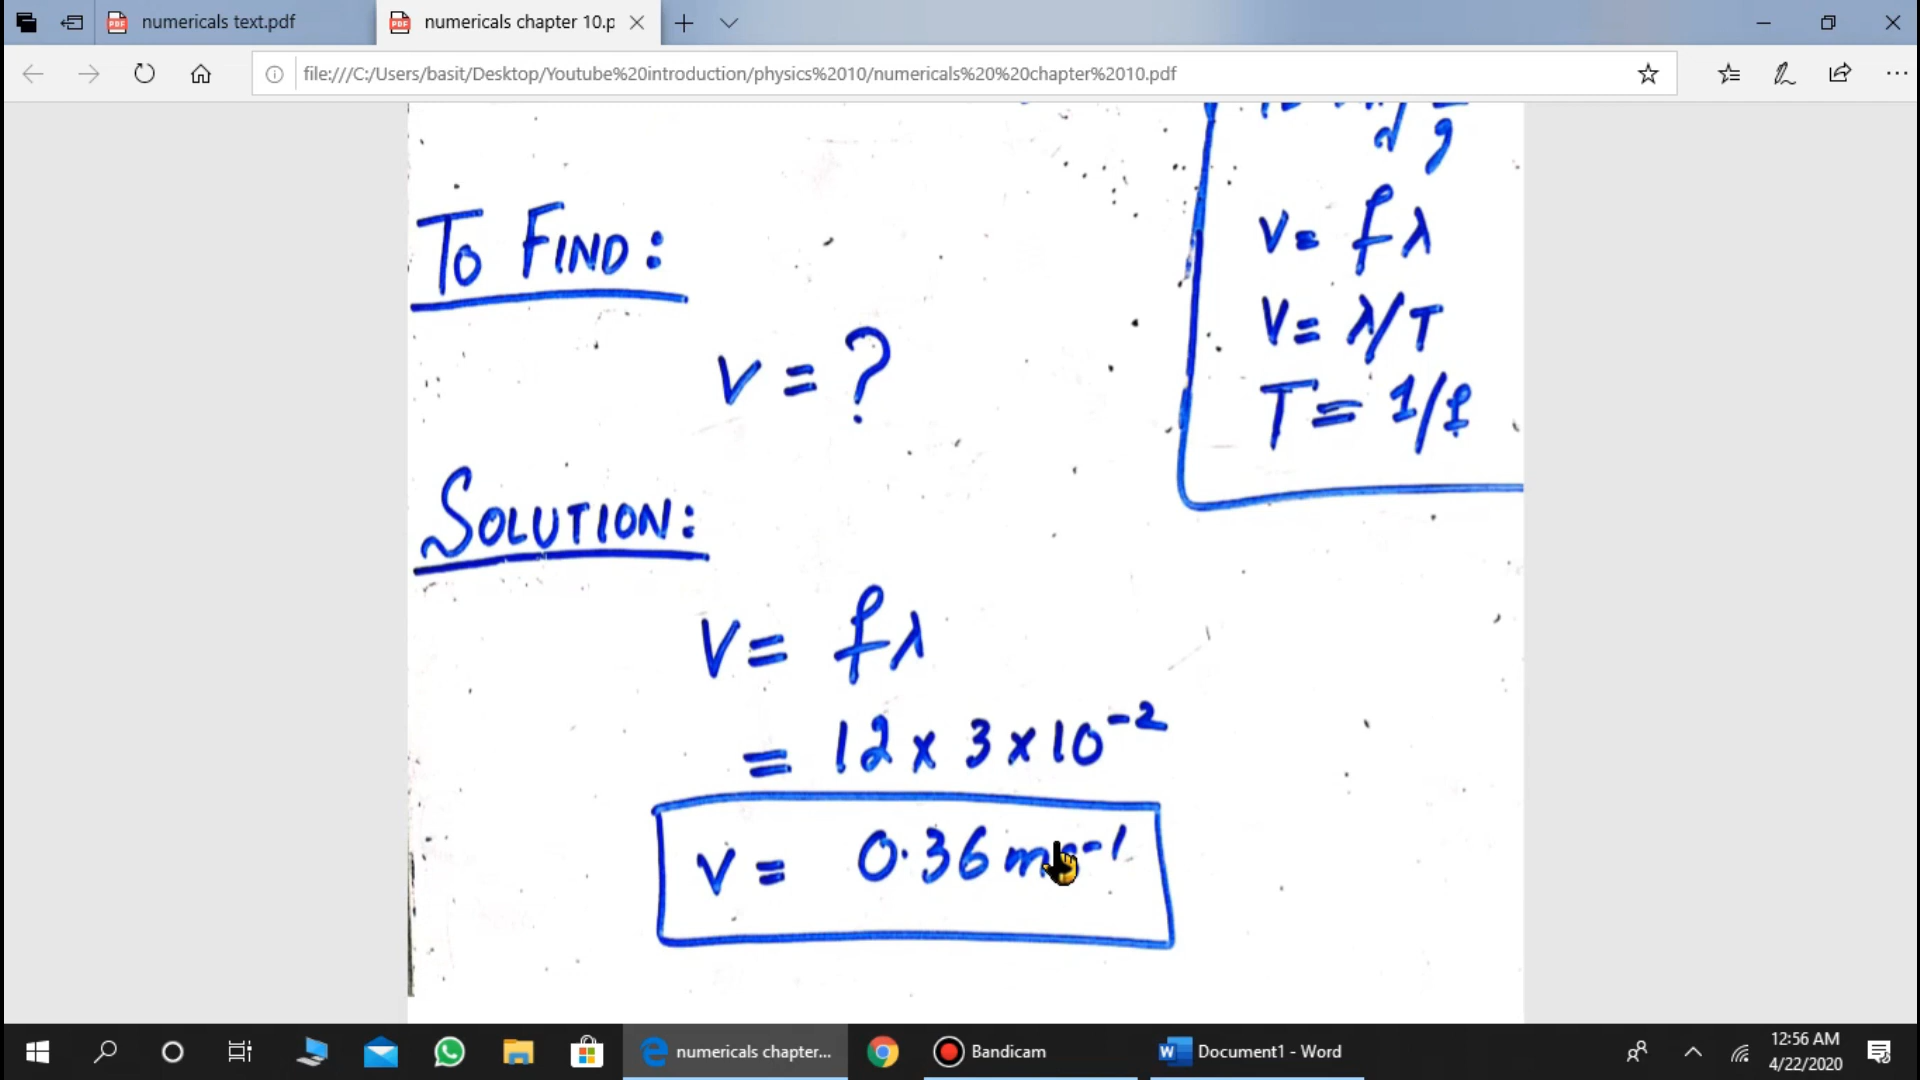 numericals text.pdf
numericals chapter 10.p
file:///C:/Users/basit/Desktop/Youtube%20introduction/physics%2010/numericals%20%20chapter%2010.pdf
V = fλ
V = λ/T
T = 1/f
TO FIND:
V = ?
SOLUTION:
V = fλ
= 12 x 3 x 10⁻²
V = 0.36 ms⁻¹
numericals chapter...
Bandicam
Document1 - Word
12:56 AM
4/22/2020